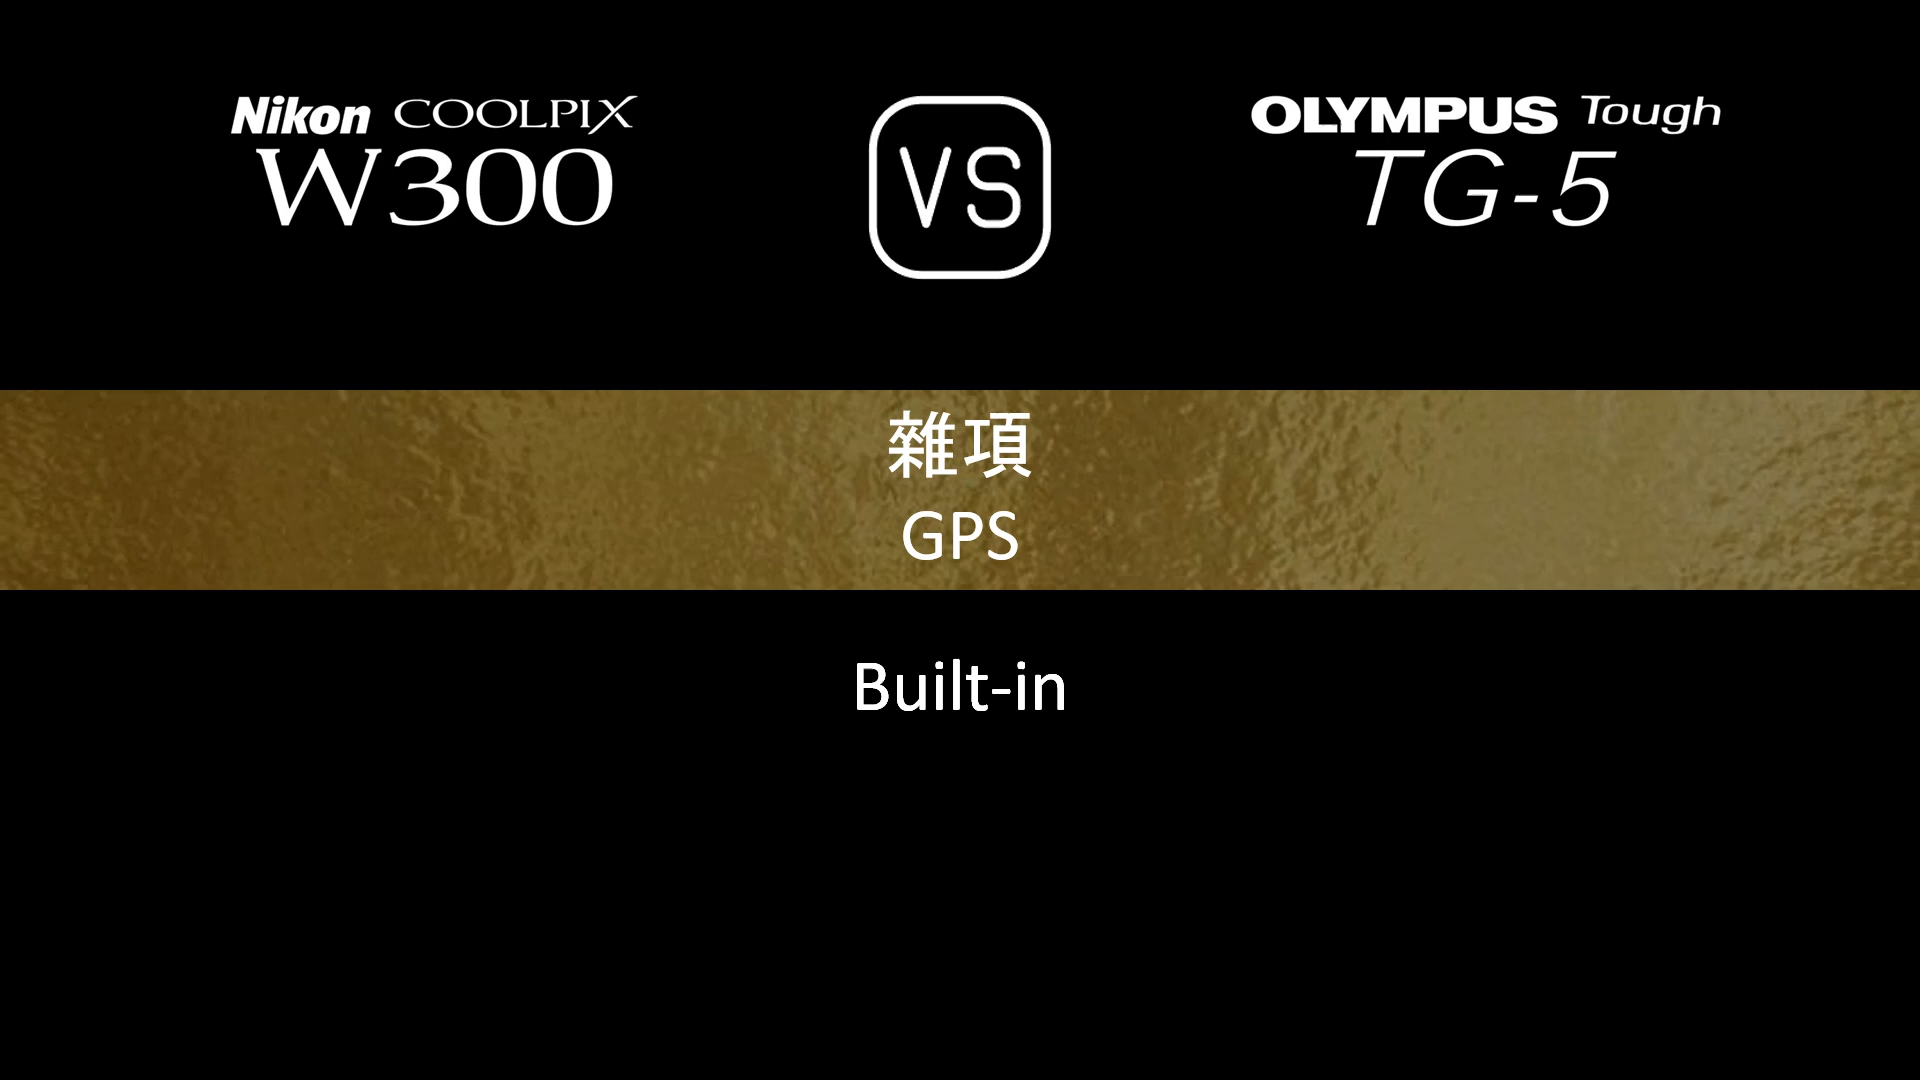 Nikon COOLPIX
W300
VS
OLYMPUS Tough
TG-5
雜項
GPS
Built-in